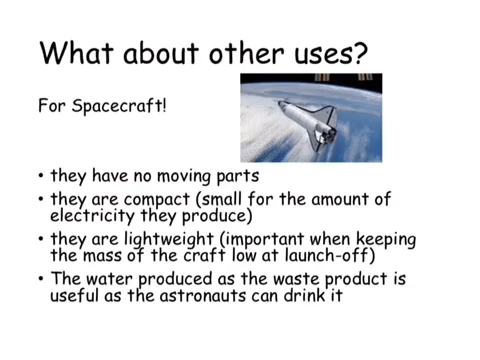 What about other uses?
For Spacecraft!
• they have no moving parts
• they are compact (small for the amount of
electricity they produce)
• they are lightweight (important when keeping
the mass of the craft low at launch-off)
• The water produced as the waste product is
useful as the astronauts can drink it